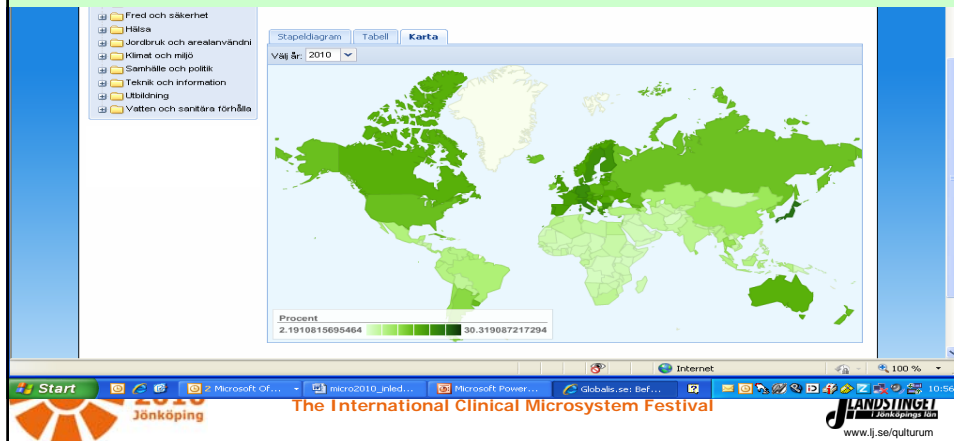 Fred och säkerhet
Hälsa
Jordbruk och arealanvändni
Klimat och miljö
Samhälle och politik
Teknik och information
Utbildning
Vatten och sanitära förhålla
Stapeldiagram Tabell Karta
Välj år: 2010
Procent
2.1910815695464 30.319087217294
Internet 100 %
Start 2 Microsoft Of... micro2010_inled... Microsoft Power... Globalis.se: Bef... 10:56
The International Clinical Microsystem Festival
Jönköping
LANDSTINGET
i Jönköpings län
www.lj.se/qulturum